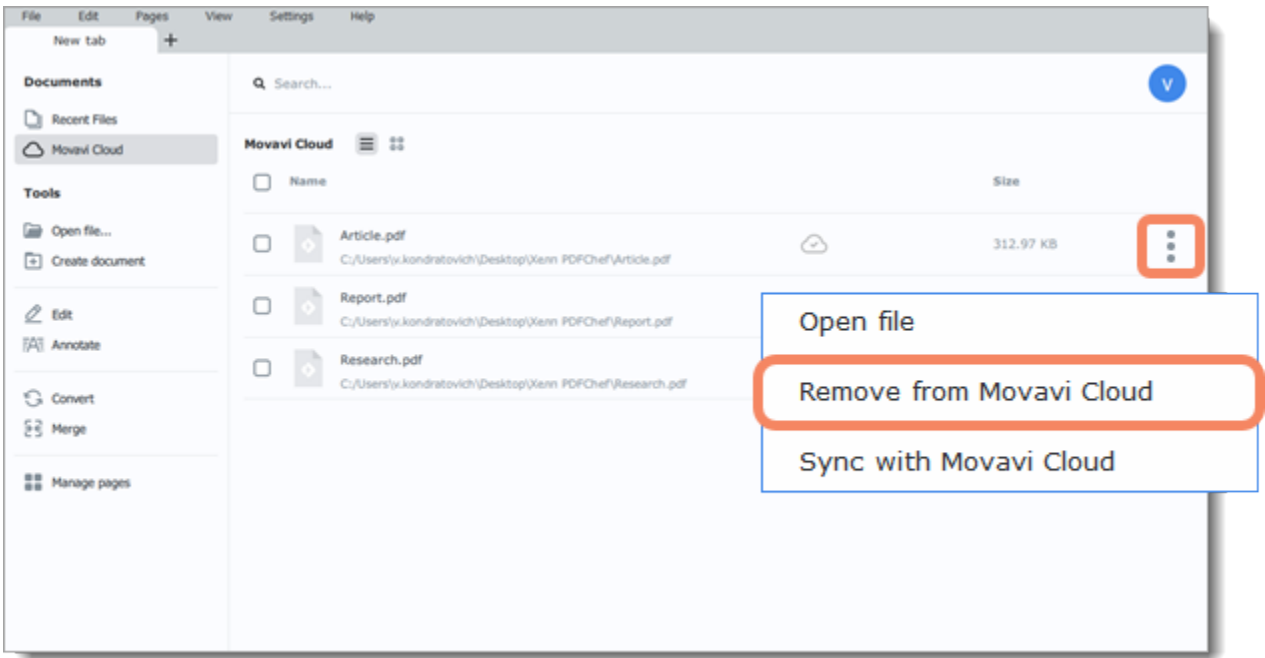 File Edit Pages View Settings Help
New tab
Documents
Recent Files
Movavi Cloud
Tools
Open file...
Create document
Edit
Annotate
Convert
Merge
Manage pages
Search...
V
Movavi Cloud
Name Size
Article.pdf
C:/Users\v.kondratovich\Desktop\Xenn PDFChef\Article.pdf
312.97 KB
Report.pdf
C:/Users\v.kondratovich\Desktop\Xenn PDFChef\Report.pdf
Research.pdf
C:/Users\v.kondratovich\Desktop\Xenn PDFChef\Research.pdf
Open file
Remove from Movavi Cloud
Sync with Movavi Cloud